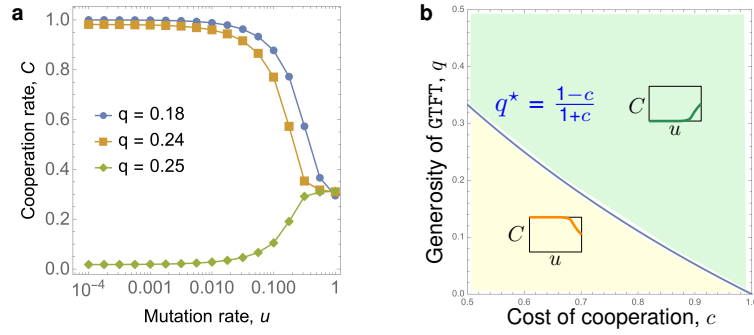 a
Cooperation rate, C
1.0
0.8
0.6
0.4
0.2
0.0
q = 0.18
q = 0.24
q = 0.25
10⁻⁴ 0.001 0.010 0.100 1
Mutation rate, u
b
Generosity of GTFT, q
0.5
0.4
0.3
0.2
0.1
0.0
q* = (1−c)/(1+c)
C
u
C
u
0.5 0.6 0.7 0.8 0.9 1.0
Cost of cooperation, c